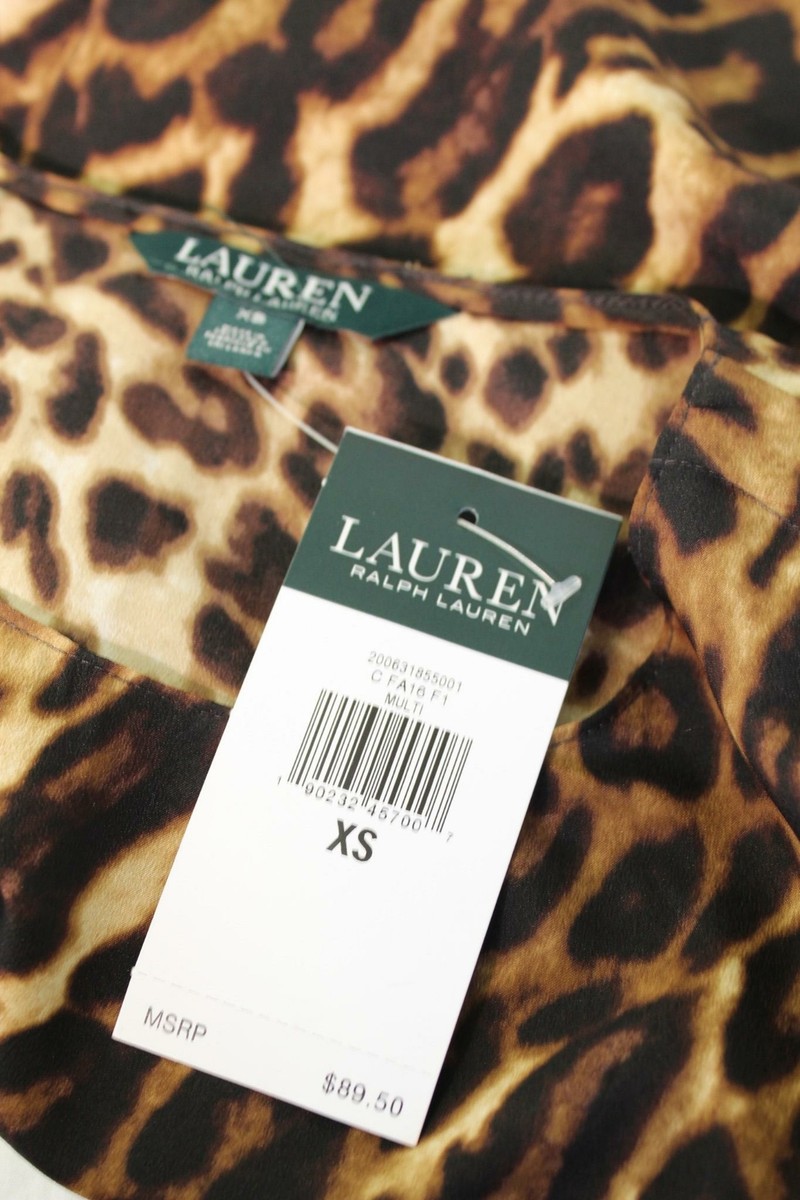 LAUREN
RALPH LAUREN
XS
LAUREN
RALPH LAUREN
200631855001
C FA16 F1
MULTI
1 90232 45700 7
XS
MSRP
$89.50